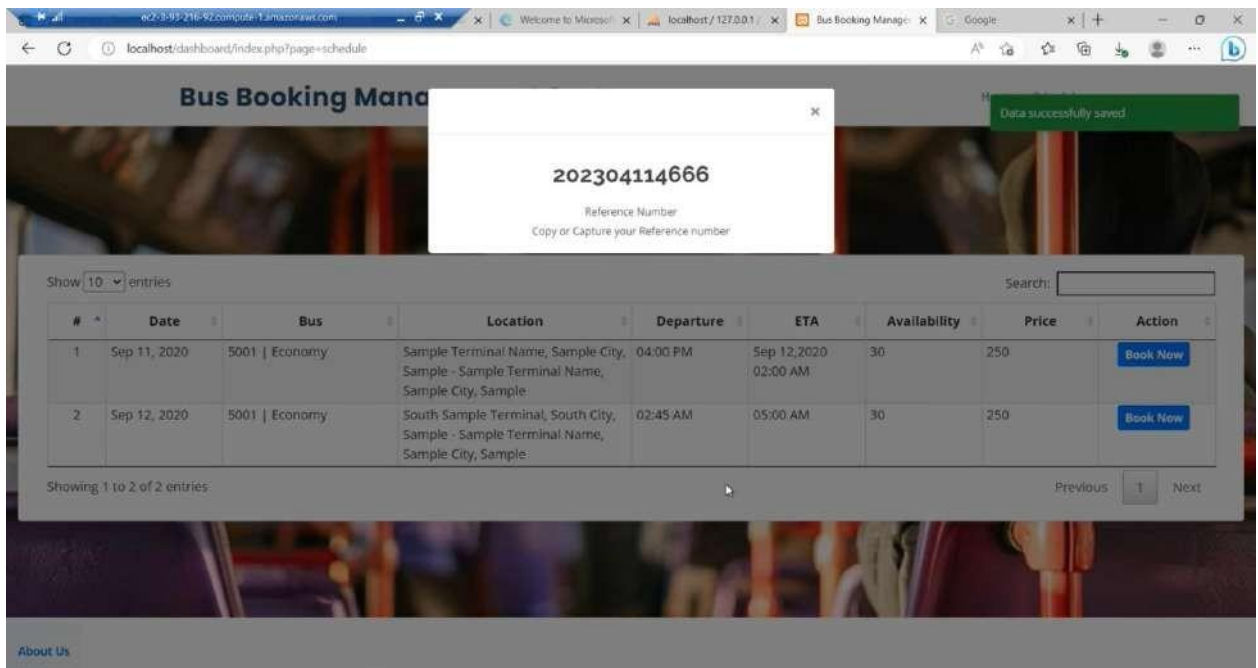 ec2-3-93-216-92.compute-1.amazonaws.com
Welcome to Microsof
localhost / 127.0.0.1 /
Bus Booking Manage
Google
localhost/dashboard/index.php?page=schedule
Bus Booking Mana
Data successfully saved
202304114666
Reference Number
Copy or Capture your Reference number
Show 10 entries
Search:
# Date Bus Location Departure ETA Availability Price Action
1 Sep 11, 2020 5001 | Economy Sample Terminal Name, Sample City, 04:00 PM Sep 12,2020 30 250 Book Now
Sample - Sample Terminal Name, 02:00 AM
Sample City, Sample
2 Sep 12, 2020 5001 | Economy South Sample Terminal, South City, 02:45 AM 05:00 AM 30 250 Book Now
Sample - Sample Terminal Name,
Sample City, Sample
Showing 1 to 2 of 2 entries
Previous 1 Next
About Us